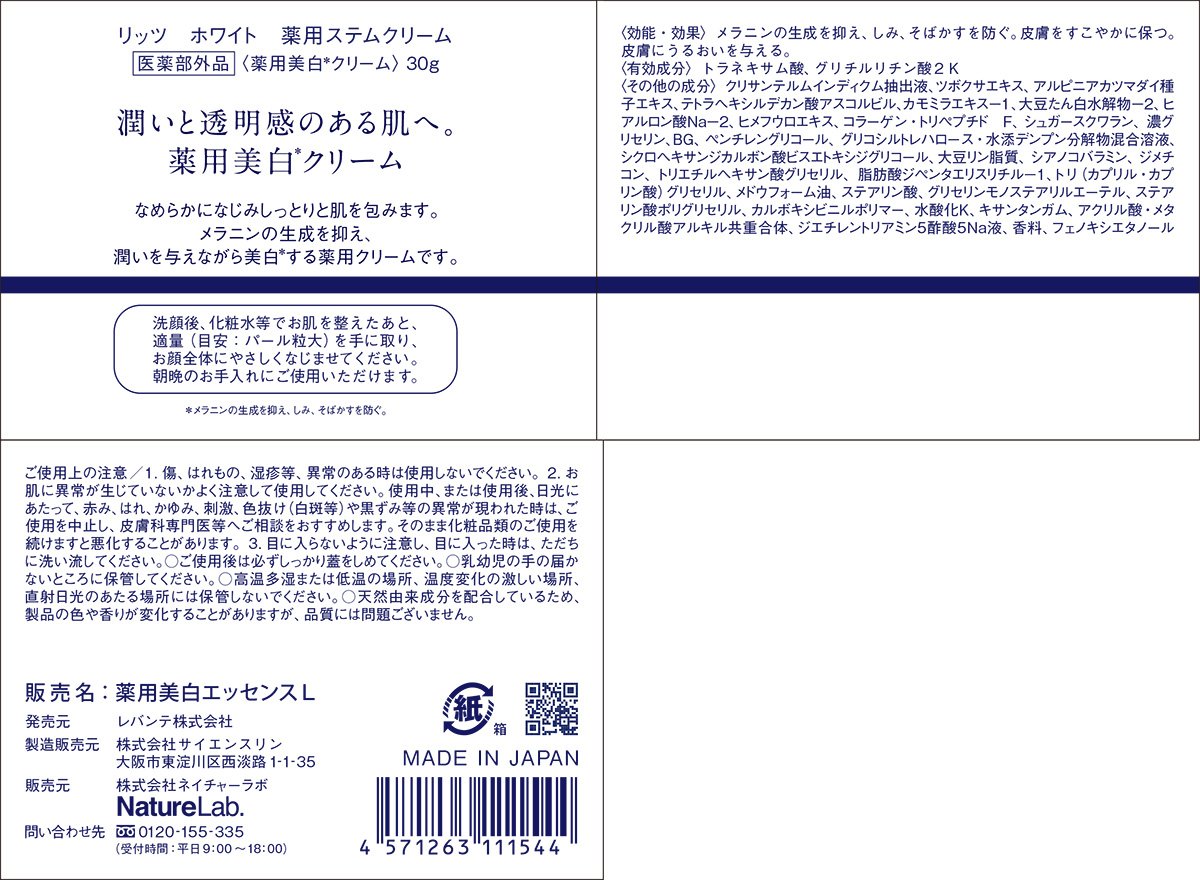 リッツ　ホワイト　薬用ステムクリーム
医薬部外品〈薬用美白*クリーム〉30g
潤いと透明感のある肌へ。
薬用美白*クリーム
なめらかになじみしっとりと肌を包みます。
メラニンの生成を抑え、
潤いを与えながら美白*する薬用クリームです。
洗顔後、化粧水等でお肌を整えたあと、
適量（目安：パール粒大）を手に取り、
お顔全体にやさしくなじませてください。
朝晩のお手入れにご使用いただけます。
＊メラニンの生成を抑え、しみ、そばかすを防ぐ。
〈効能・効果〉メラニンの生成を抑え、しみ、そばかすを防ぐ。皮膚をすこやかに保つ。
皮膚にうるおいを与える。
〈有効成分〉トラネキサム酸、グリチルリチン酸２K
〈その他の成分〉クリサンテルムインディクム抽出液、ツボクサエキス、アルピニアカツマダイ種
子エキス、テトラヘキシルデカン酸アスコルビル、カモミラエキス－1、大豆たん白水解物－2、ヒ
アルロン酸Na－2、ヒメフウロエキス、コラーゲン・トリペプチド　F、シュガースクワラン、濃グ
リセリン、BG、ペンチレングリコール、グリコシルトレハロース・水添デンプン分解物混合溶液、
シクロヘキサンジカルボン酸ビスエトキシジグリコール、大豆リン脂質、シアノコバラミン、ジメチ
コン、トリエチルヘキサン酸グリセリル、脂肪酸ジペンタエリスリチル－1、トリ（カプリル・カプ
リン酸）グリセリル、メドウフォーム油、ステアリン酸、グリセリンモノステアリルエーテル、ステア
リン酸ポリグリセリル、カルボキシビニルポリマー、水酸化K、キサンタンガム、アクリル酸・メタ
クリル酸アルキル共重合体、ジエチレントリアミン5酢酸5Na液、香料、フェノキシエタノール
ご使用上の注意／1. 傷、はれもの、湿疹等、異常のある時は使用しないでください。2. お
肌に異常が生じていないかよく注意して使用してください。使用中、または使用後、日光に
あたって、赤み、はれ、かゆみ、刺激、色抜け（白斑等）や黒ずみ等の異常が現われた時は、ご
使用を中止し、皮膚科専門医等へご相談をおすすめします。そのまま化粧品類のご使用を
続けますと悪化することがあります。3. 目に入らないように注意し、目に入った時は、ただち
に洗い流してください。○ご使用後は必ずしっかり蓋をしめてください。○乳幼児の手の届か
ないところに保管してください。○高温多湿または低温の場所、温度変化の激しい場所、
直射日光のあたる場所には保管しないでください。○天然由来成分を配合しているため、
製品の色や香りが変化することがありますが、品質には問題ございません。
販売名：薬用美白エッセンスL
発売元　レバンテ株式会社
製造販売元　株式会社サイエンスリン
大阪市東淀川区西淡路1-1-35
販売元　株式会社ネイチャーラボ
NatureLab.
問い合わせ先　0120-155-335
（受付時間：平日9:00～18:00）
紙
箱
MADE IN JAPAN
4 571263 111544